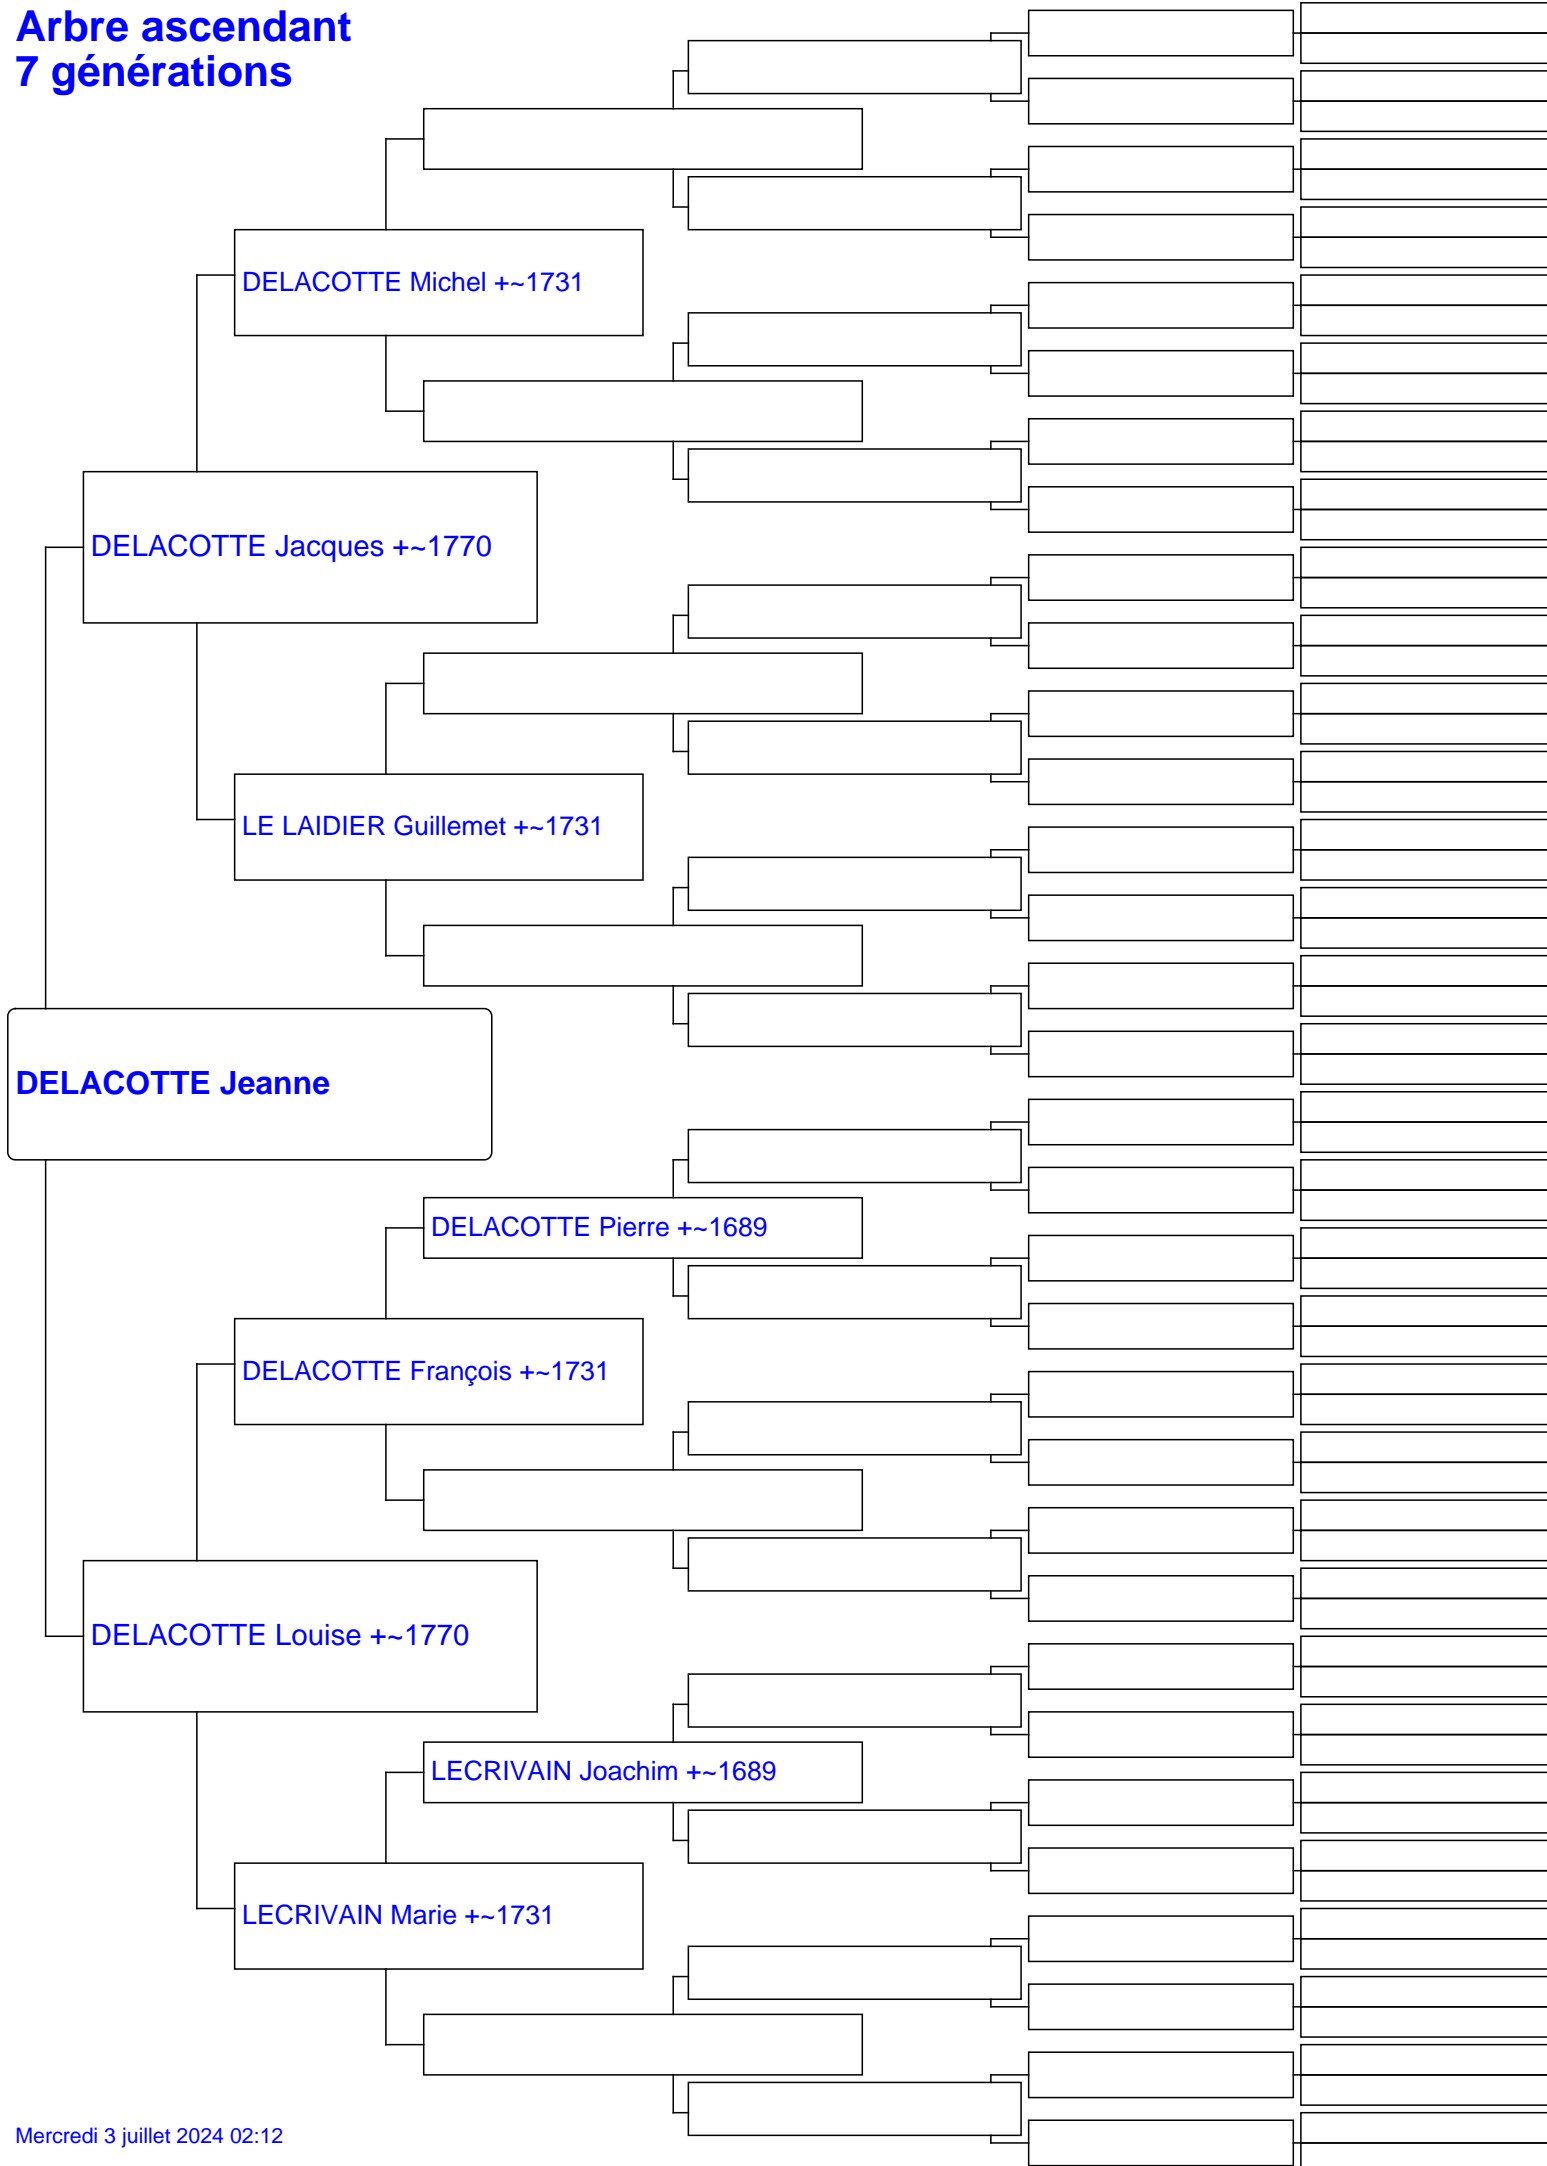 Arbre ascendant
7 générations
DELACOTTE Michel +~1731
DELACOTTE Jacques +~1770
LE LAIDIER Guillemet +~1731
DELACOTTE Jeanne
DELACOTTE Pierre +~1689
DELACOTTE François +~1731
DELACOTTE Louise +~1770
LECRIVAIN Joachim +~1689
LECRIVAIN Marie +~1731
Mercredi 3 juillet 2024 02:12